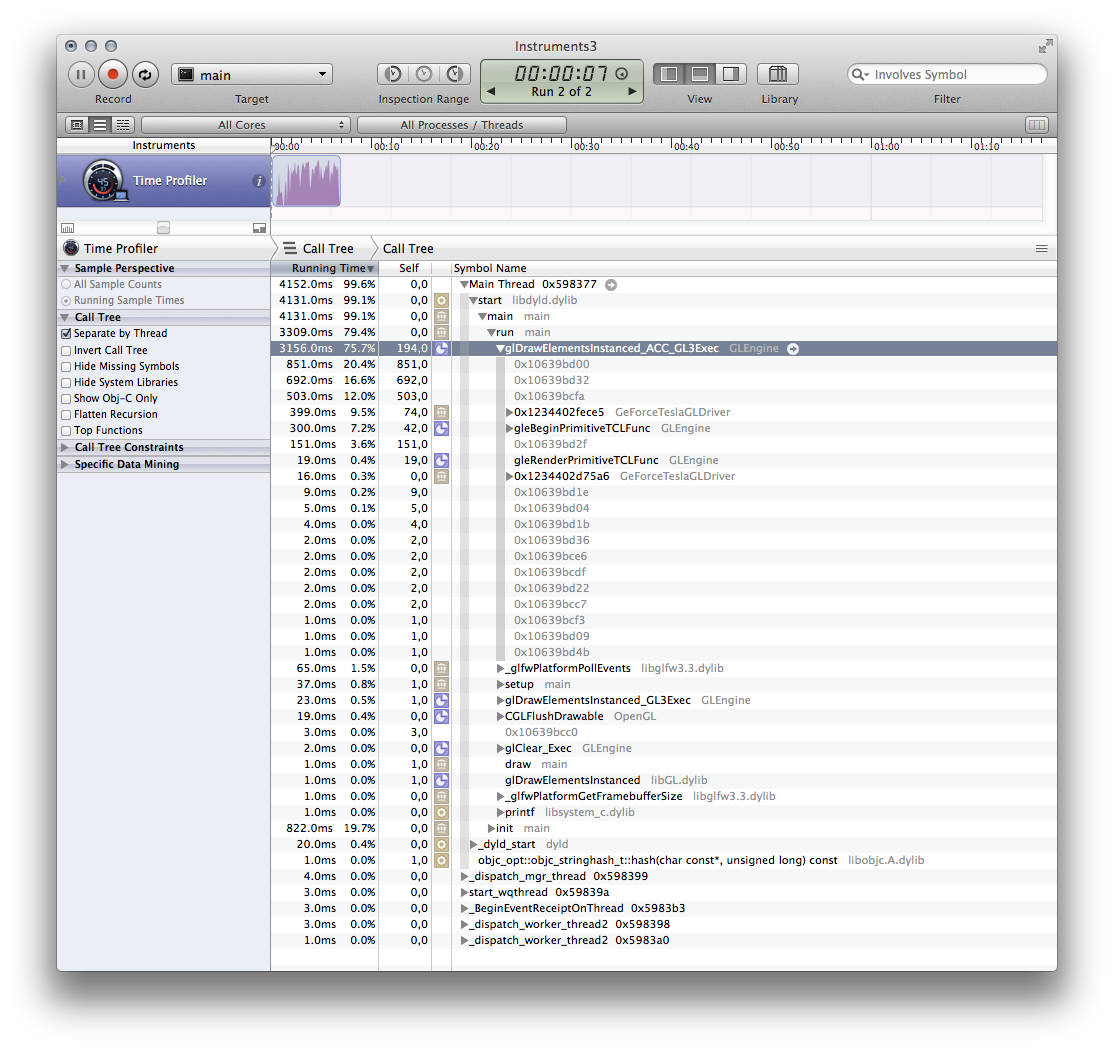 Instruments3
main
00:00:07
Run 2 of 2
Involves Symbol
Record
Target
Inspection Range
View
Library
Filter
All Cores
All Processes / Threads
Instruments
00:00
00:10
00:20
00:30
00:40
00:50
01:00
01:10
Time Profiler
Time Profiler
Call Tree
Call Tree
Sample Perspective
All Sample Counts
Running Sample Times
Call Tree
Separate by Thread
Invert Call Tree
Hide Missing Symbols
Hide System Libraries
Show Obj-C Only
Flatten Recursion
Top Functions
Call Tree Constraints
Specific Data Mining
Running Time Self Symbol Name
4152.0ms 99.6% 0,0 Main Thread 0x598377
4131.0ms 99.1% 0,0 start libdyld.dylib
4131.0ms 99.1% 0,0 main main
3309.0ms 79.4% 0,0 run main
3156.0ms 75.7% 194,0 glDrawElementsInstanced_ACC_GL3Exec GLEngine
851.0ms 20.4% 851,0 0x10639bd00
692.0ms 16.6% 692,0 0x10639bd32
503.0ms 12.0% 503,0 0x10639bcfa
399.0ms 9.5% 74,0 0x1234402fece5 GeForceTeslaGLDriver
300.0ms 7.2% 42,0 gleBeginPrimitiveTCLFunc GLEngine
151.0ms 3.6% 151,0 0x10639bd2f
19.0ms 0.4% 19,0 gleRenderPrimitiveTCLFunc GLEngine
16.0ms 0.3% 0,0 0x1234402d75a6 GeForceTeslaGLDriver
9.0ms 0.2% 9,0 0x10639bd1e
5.0ms 0.1% 5,0 0x10639bd04
4.0ms 0.0% 4,0 0x10639bd1b
2.0ms 0.0% 2,0 0x10639bd36
2.0ms 0.0% 2,0 0x10639bce6
2.0ms 0.0% 2,0 0x10639bcdf
2.0ms 0.0% 2,0 0x10639bd22
2.0ms 0.0% 2,0 0x10639bcc7
1.0ms 0.0% 1,0 0x10639bcf3
1.0ms 0.0% 1,0 0x10639bd09
1.0ms 0.0% 1,0 0x10639bd4b
65.0ms 1.5% 0,0 _glfwPlatformPollEvents libglfw3.3.dylib
37.0ms 0.8% 1,0 setup main
23.0ms 0.5% 1,0 glDrawElementsInstanced_GL3Exec GLEngine
19.0ms 0.4% 0,0 CGLFlushDrawable OpenGL
3.0ms 0.0% 3,0 0x10639bcc0
2.0ms 0.0% 0,0 glClear_Exec GLEngine
1.0ms 0.0% 1,0 draw main
1.0ms 0.0% 1,0 glDrawElementsInstanced libGL.dylib
1.0ms 0.0% 0,0 _glfwPlatformGetFramebufferSize libglfw3.3.dylib
1.0ms 0.0% 0,0 printf libsystem_c.dylib
822.0ms 19.7% 0,0 init main
20.0ms 0.4% 0,0 _dyld_start dyld
1.0ms 0.0% 1,0 objc_opt::objc_stringhash_t::hash(char const*, unsigned long) const libobjc.A.dylib
4.0ms 0.0% 0,0 _dispatch_mgr_thread 0x598399
3.0ms 0.0% 0,0 start_wqthread 0x59839a
3.0ms 0.0% 0,0 _BeginEventReceiptOnThread 0x5983b3
3.0ms 0.0% 0,0 _dispatch_worker_thread2 0x598398
1.0ms 0.0% 0,0 _dispatch_worker_thread2 0x5983a0